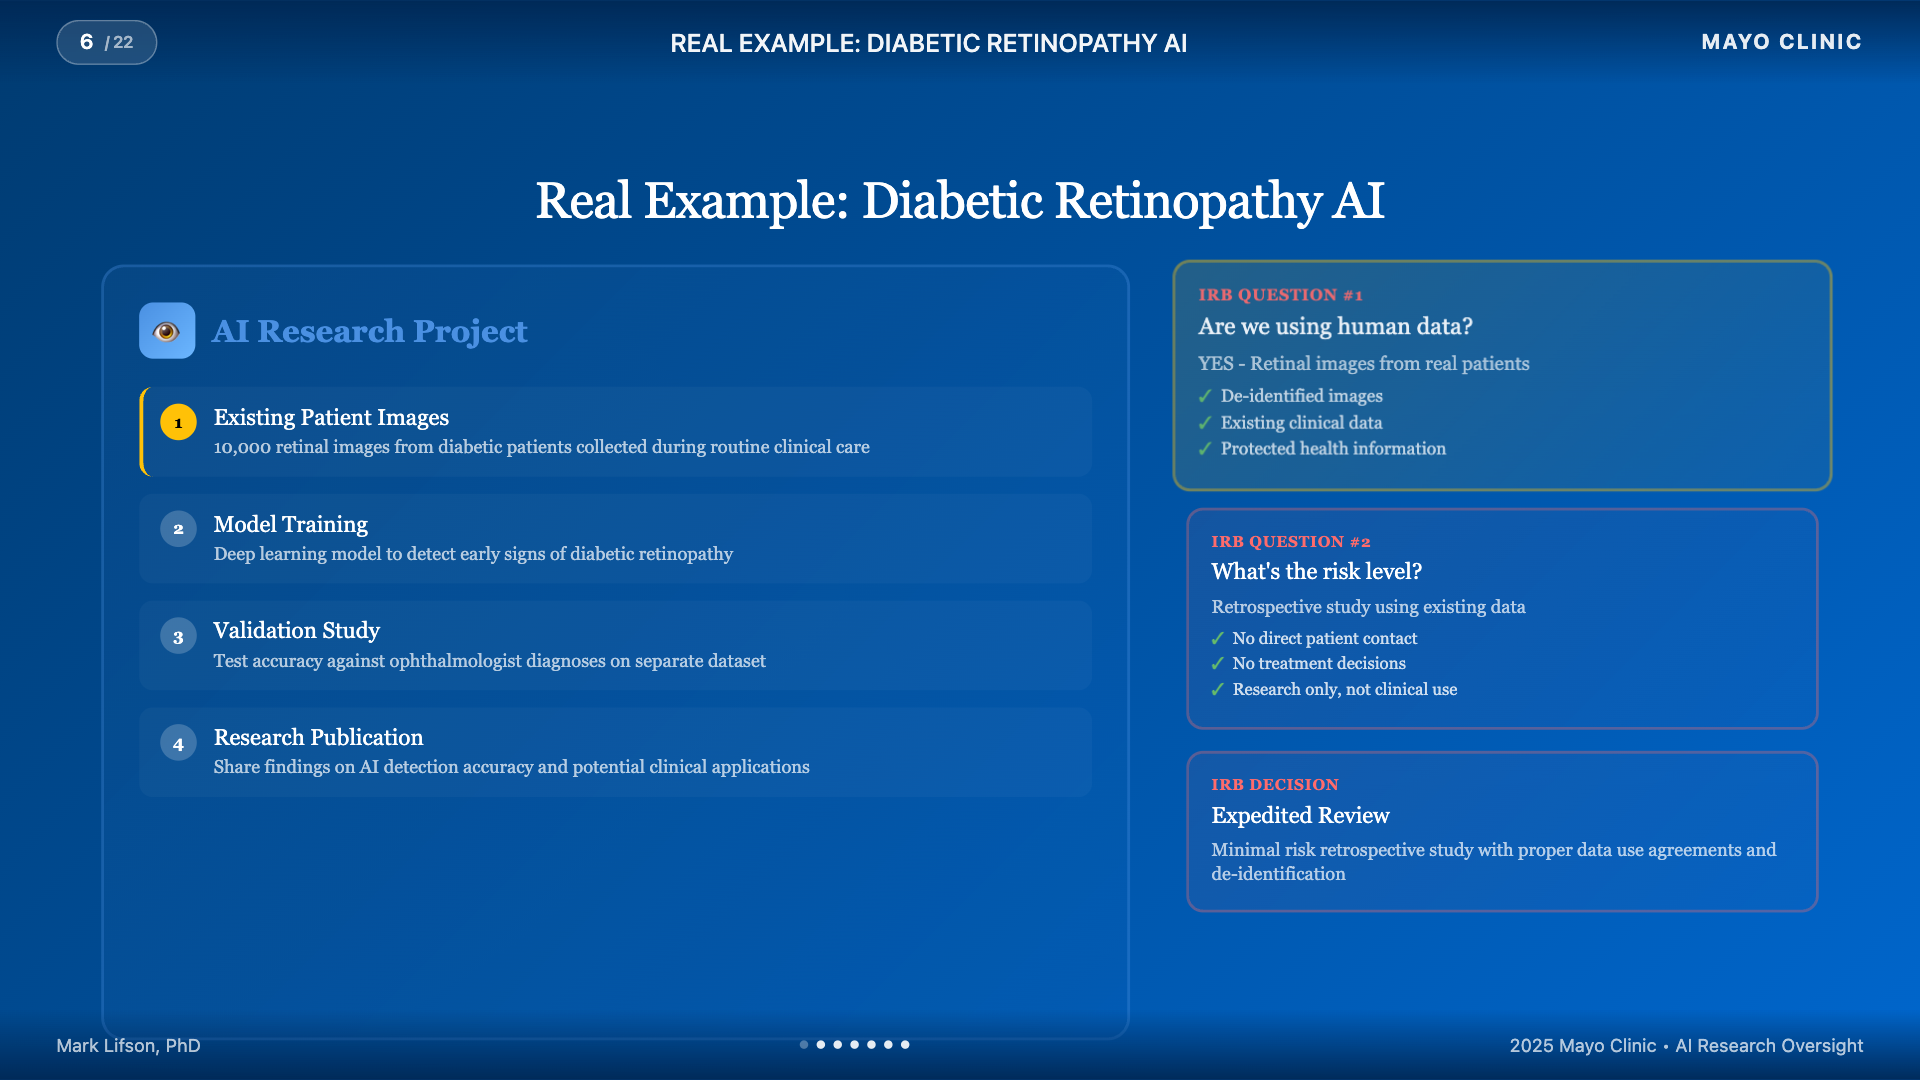 6 / 22
REAL EXAMPLE: DIABETIC RETINOPATHY AI
MAYO CLINIC
Real Example: Diabetic Retinopathy AI
AI Research Project
1
Existing Patient Images
10,000 retinal images from diabetic patients collected during routine clinical care
2
Model Training
Deep learning model to detect early signs of diabetic retinopathy
3
Validation Study
Test accuracy against ophthalmologist diagnoses on separate dataset
4
Research Publication
Share findings on AI detection accuracy and potential clinical applications
IRB QUESTION #1
Are we using human data?
YES - Retinal images from real patients
✓ De-identified images
✓ Existing clinical data
✓ Protected health information
IRB QUESTION #2
What's the risk level?
Retrospective study using existing data
✓ No direct patient contact
✓ No treatment decisions
✓ Research only, not clinical use
IRB DECISION
Expedited Review
Minimal risk retrospective study with proper data use agreements and
de-identification
Mark Lifson, PhD
2025 Mayo Clinic • AI Research Oversight